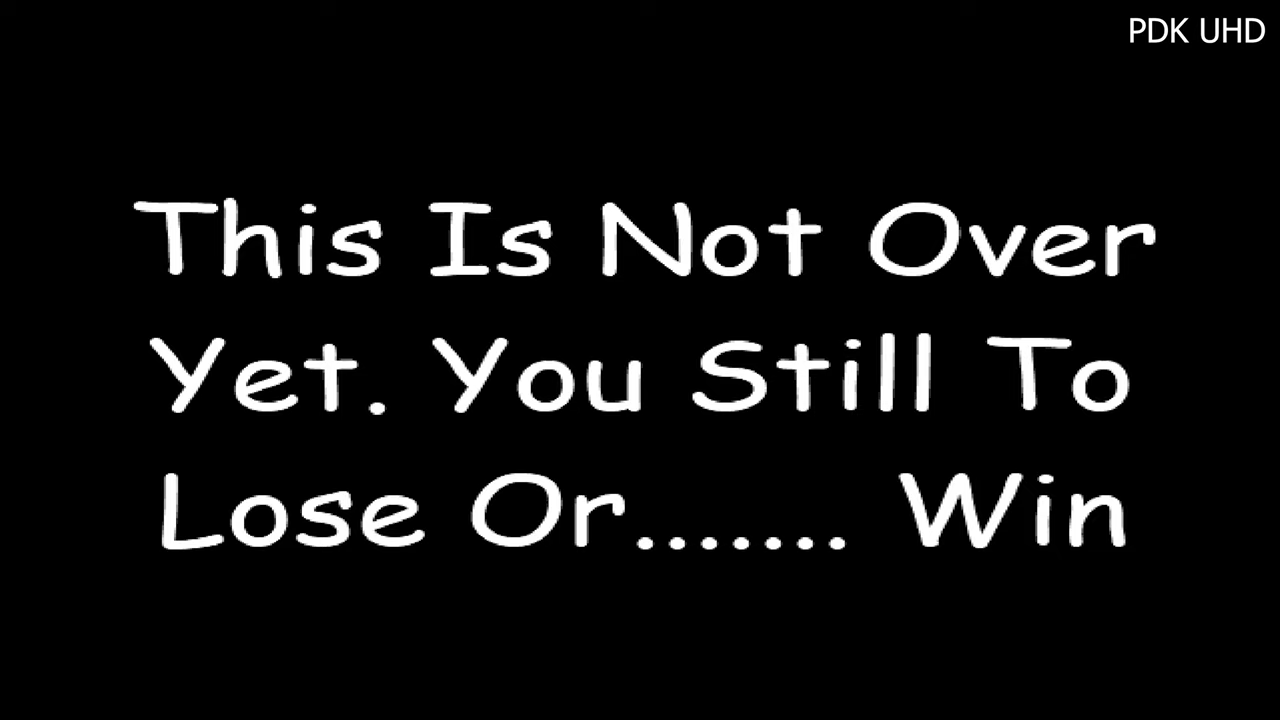 PDK UHD
This Is Not Over
Yet. You Still To
Lose Or....... Win